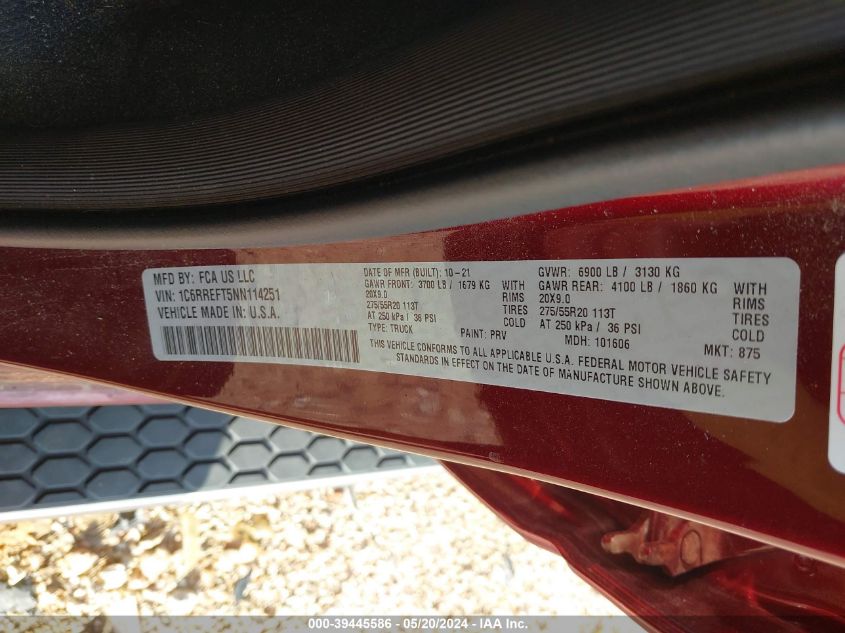 MFD BY: FCA US LLC
VIN: 1C6RREFT5NN114251
VEHICLE MADE IN: U.S.A.
DATE OF MFR (BUILT): 10-21
GAWR FRONT: 3700 LB / 1679 KG WITH
20X9.0 RIMS
275/55R20 113T TIRES
AT 250 kPa / 36 PSI COLD
TYPE: TRUCK PAINT: PRV
GVWR: 6900 LB / 3130 KG
GAWR REAR: 4100 LB / 1860 KG WITH
20X9.0 RIMS
275/55R20 113T TIRES
AT 250 kPa / 36 PSI COLD
MDH: 101606 MKT: 875
THIS VEHICLE CONFORMS TO ALL APPLICABLE U.S.A. FEDERAL MOTOR VEHICLE SAFETY
STANDARDS IN EFFECT ON THE DATE OF MANUFACTURE SHOWN ABOVE.
000-39445586 - 05/20/2024 - IAA Inc.